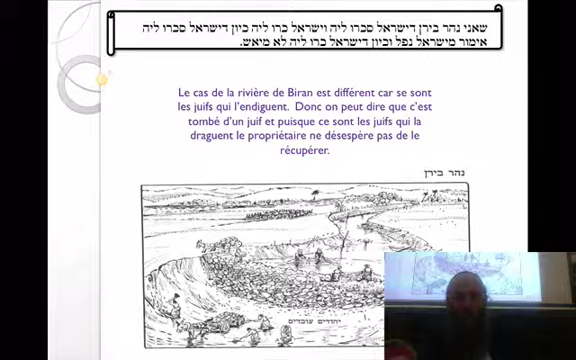 שאני נהר בירן דישראל סכרו ליה וישראל כרו ליה כיון דישראל סכרו ליה
אימור מישראל נפל וכיון דישראל כרו ליה לא מיאש.
Le cas de la rivière de Biran est différent car se sont
les juifs qui l'endiguent. Donc on peut dire que c'est
tombé d'un juif et puisque ce sont les juifs qui la
draguent le propriétaire ne désespère pas de le
récupérer.
נהר בירן
יהודים עובדים